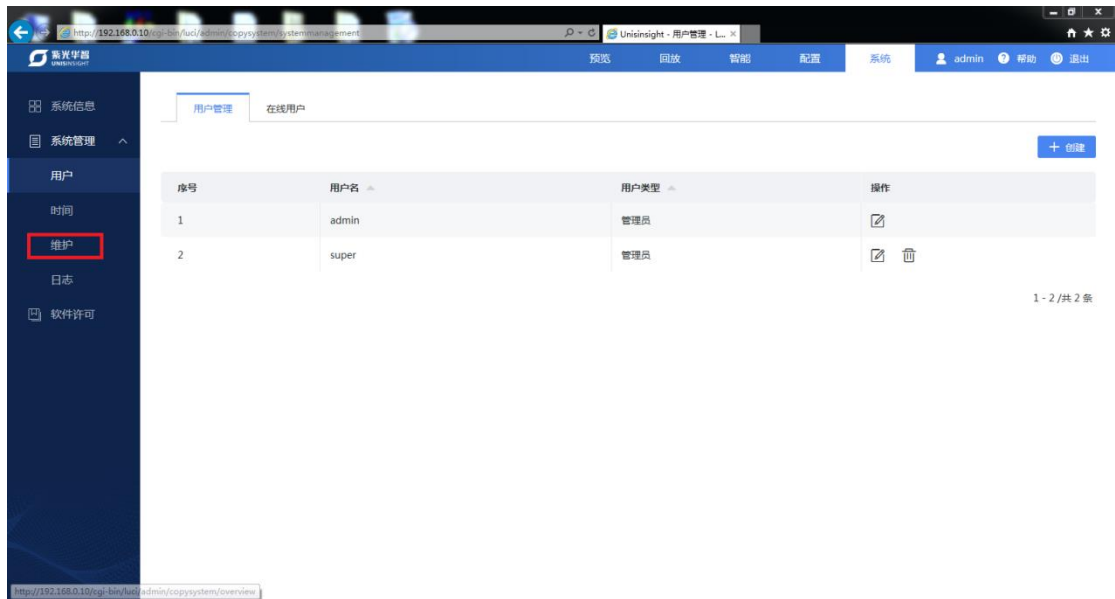 http://192.168.0.10/cgi-bin/luci/admin/copysystem/systemmanagement
Unisinsight - 用户管理 - L...
紫光华智
UNISINSIGHT
预览 回放 智能 配置 系统 admin 帮助 退出
系统信息
系统管理
用户
时间
维护
日志
软件许可
用户管理 在线用户
创建
序号 用户名 用户类型 操作
1 admin 管理员
2 super 管理员
1 - 2 /共 2 条
http://192.168.0.10/cgi-bin/luci/admin/copysystem/overview